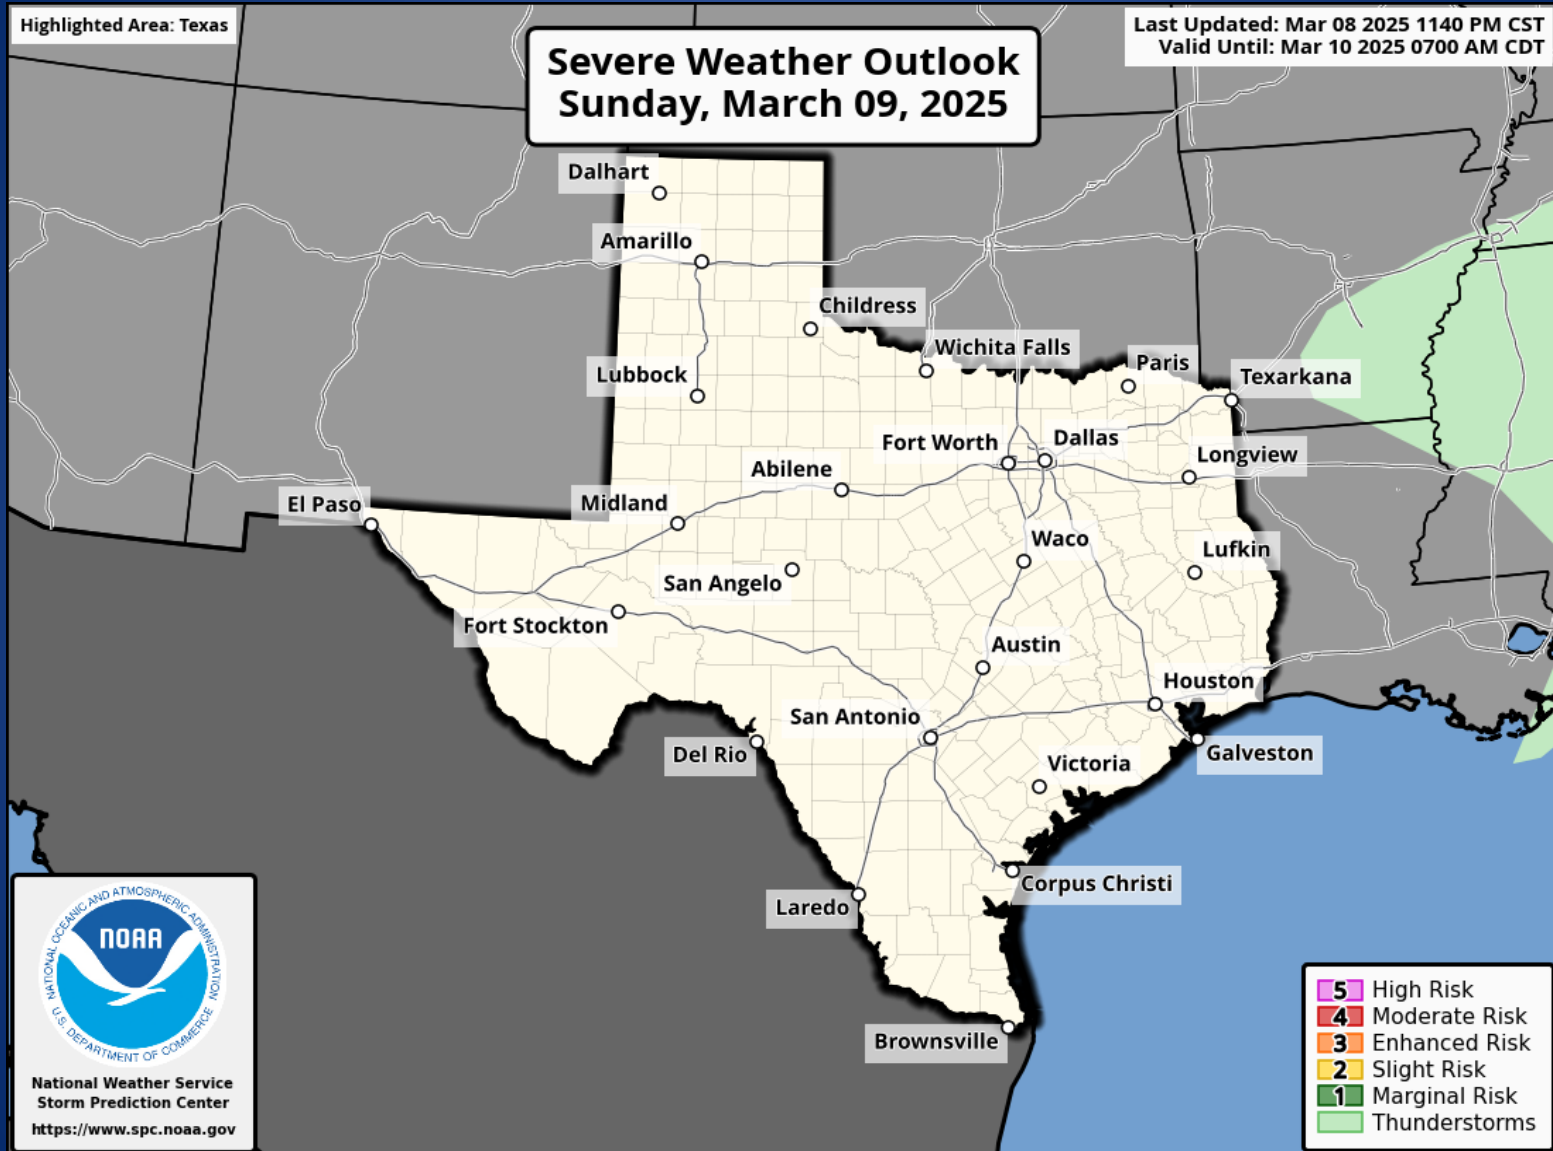 Highlighted Area: Texas
Severe Weather Outlook
Sunday, March 09, 2025
Last Updated: Mar 08 2025 1140 PM CST
Valid Until: Mar 10 2025 0700 AM CDT
Dalhart
Amarillo
Childress
Wichita Falls
Paris
Texarkana
Lubbock
Fort Worth
Dallas
Longview
Abilene
Midland
El Paso
Waco
Lufkin
San Angelo
Fort Stockton
Austin
Houston
San Antonio
Del Rio
Galveston
Victoria
Corpus Christi
Laredo
Brownsville
NATIONAL OCEANIC AND ATMOSPHERIC ADMINISTRATION
NOAA
U.S. DEPARTMENT OF COMMERCE
National Weather Service
Storm Prediction Center
https://www.spc.noaa.gov
5 High Risk
4 Moderate Risk
3 Enhanced Risk
2 Slight Risk
1 Marginal Risk
Thunderstorms